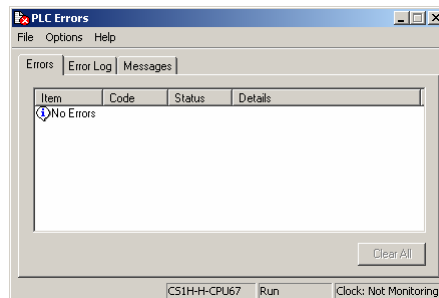 PLC Errors
File Options Help
Errors Error Log Messages
Item Code Status Details
No Errors
Clear All
CS1H-H-CPU67 Run Clock: Not Monitoring